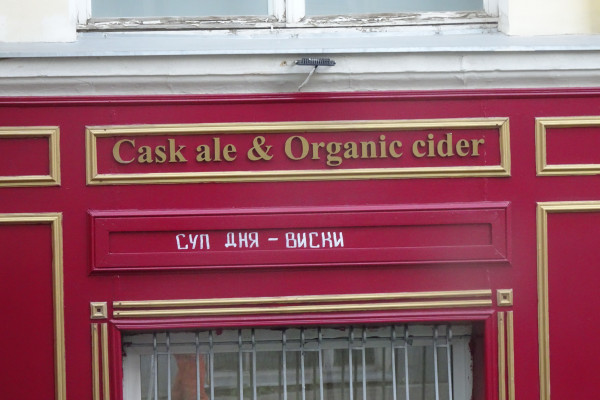 Cask ale & Organic cider
СУП ДНЯ - ВИСКИ